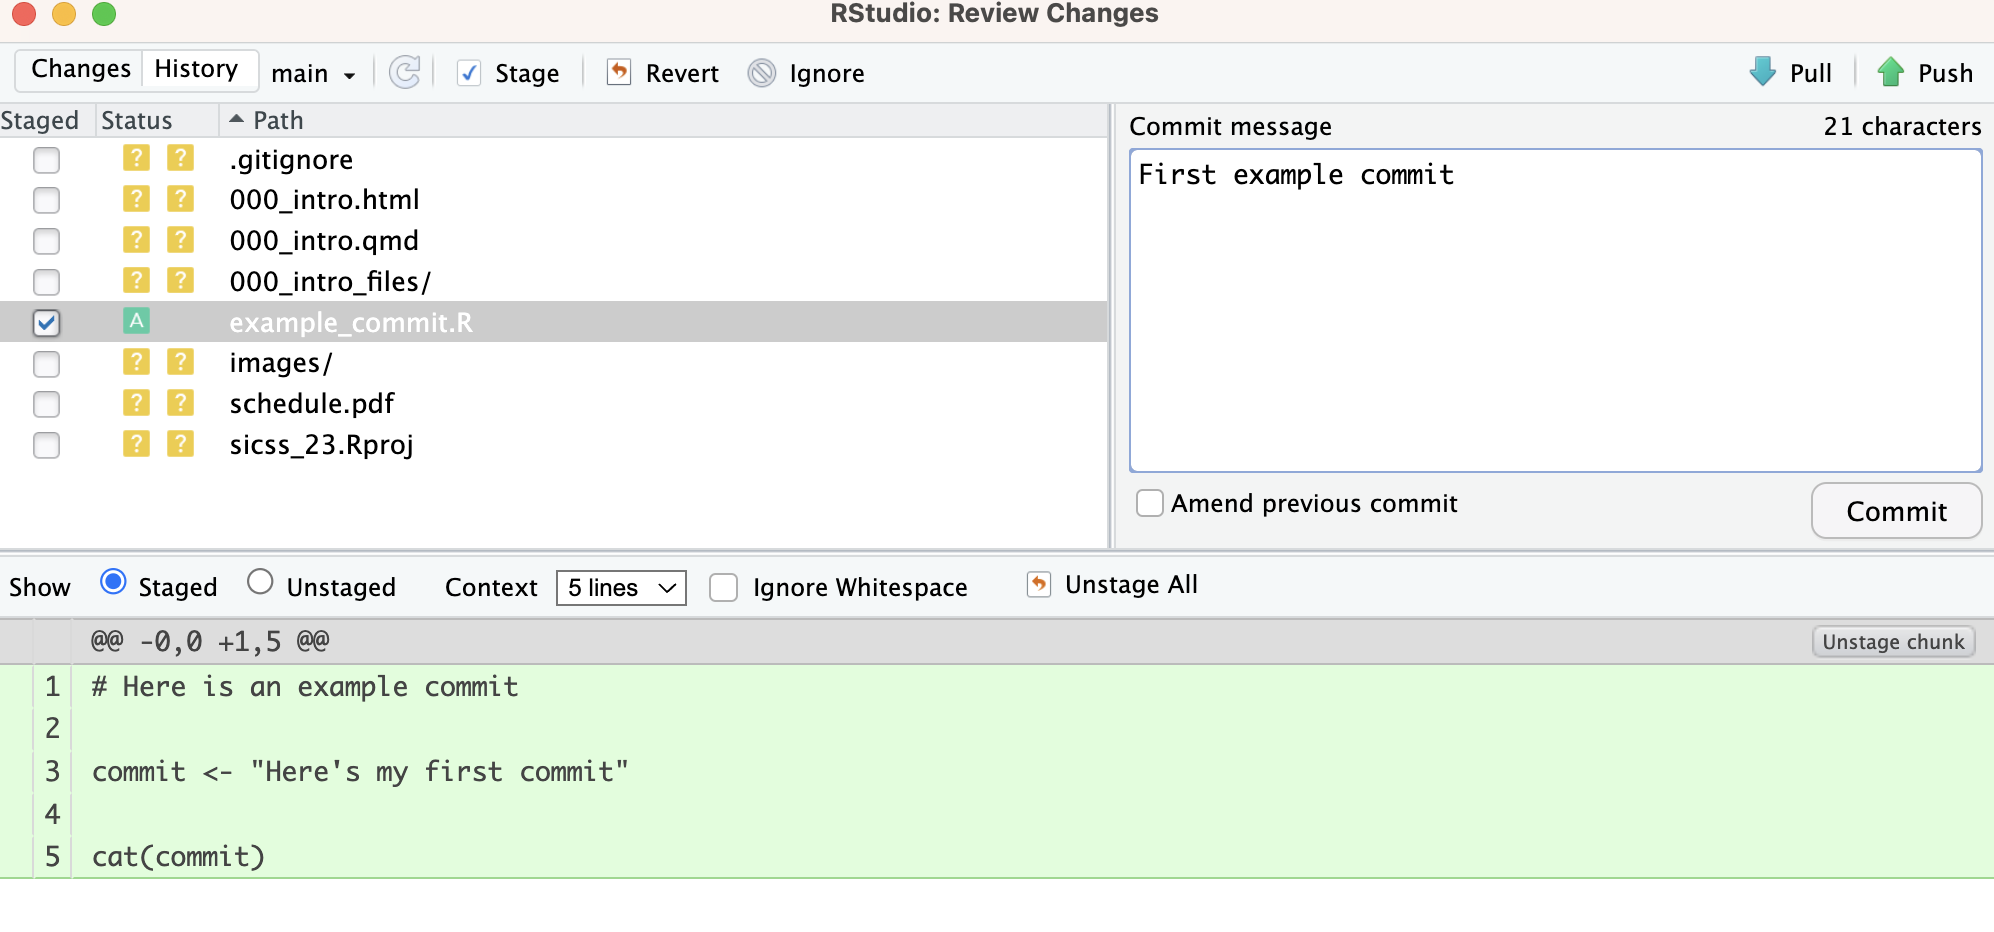 RStudio: Review Changes
Changes History main Stage Revert Ignore Pull Push
Staged Status Path
? ? .gitignore
? ? 000_intro.html
? ? 000_intro.qmd
? ? 000_intro_files/
A example_commit.R
? ? images/
? ? schedule.pdf
? ? sicss_23.Rproj
Commit message 21 characters
First example commit
Amend previous commit Commit
Show Staged Unstaged Context 5 lines Ignore Whitespace Unstage All
@@ -0,0 +1,5 @@ Unstage chunk
1 # Here is an example commit
2
3 commit <- "Here's my first commit"
4
5 cat(commit)